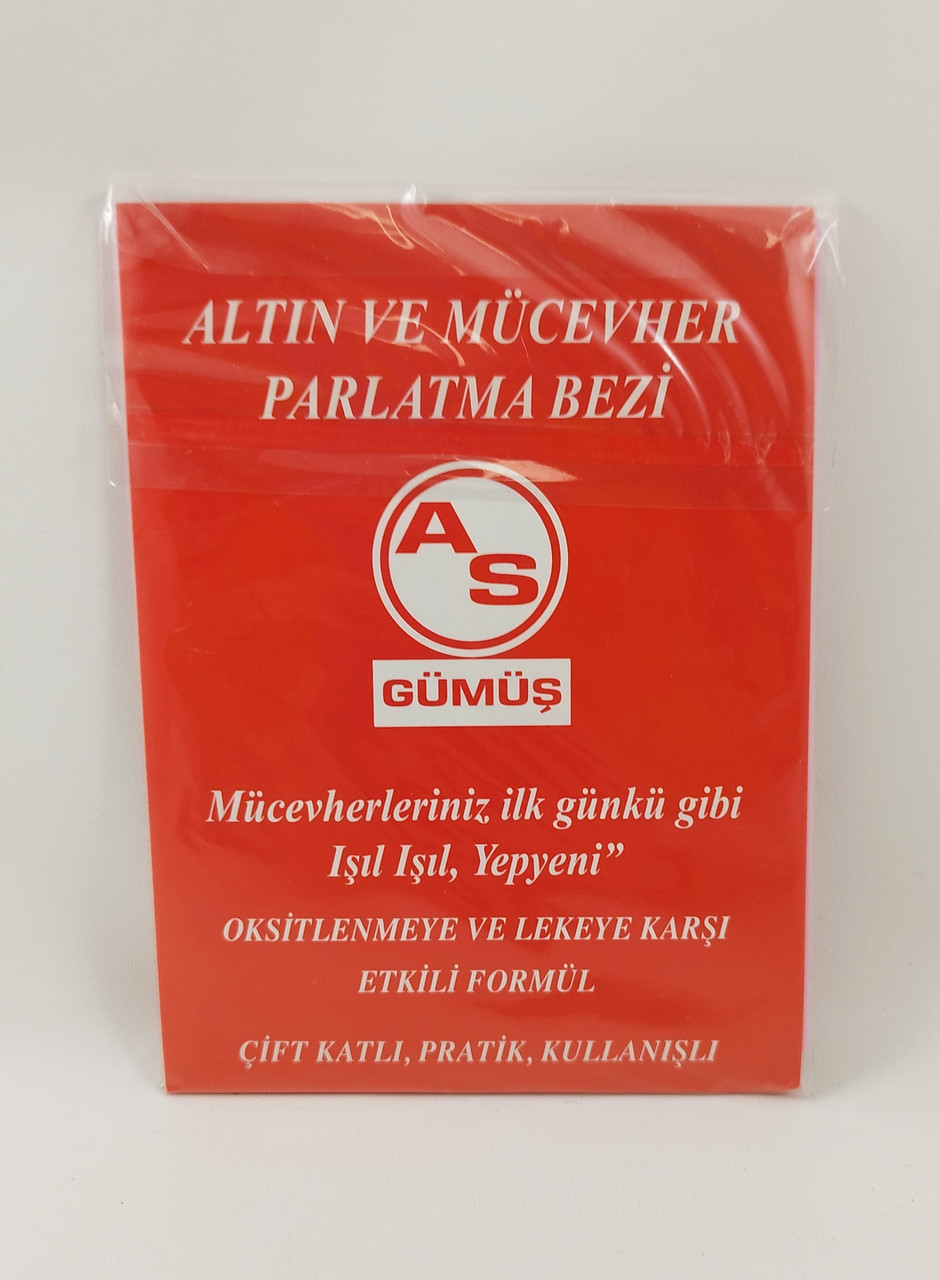 ALTIN VE MÜCEVHER
PARLATMA BEZİ
A
S
GÜMÜŞ
Mücevherleriniz ilk günkü gibi
Işıl Işıl, Yepyeni”
OKSİTLENMEYE VE LEKEYE KARŞI
ETKİLİ FORMÜL
ÇİFT KATLI, PRATİK, KULLANIŞLI